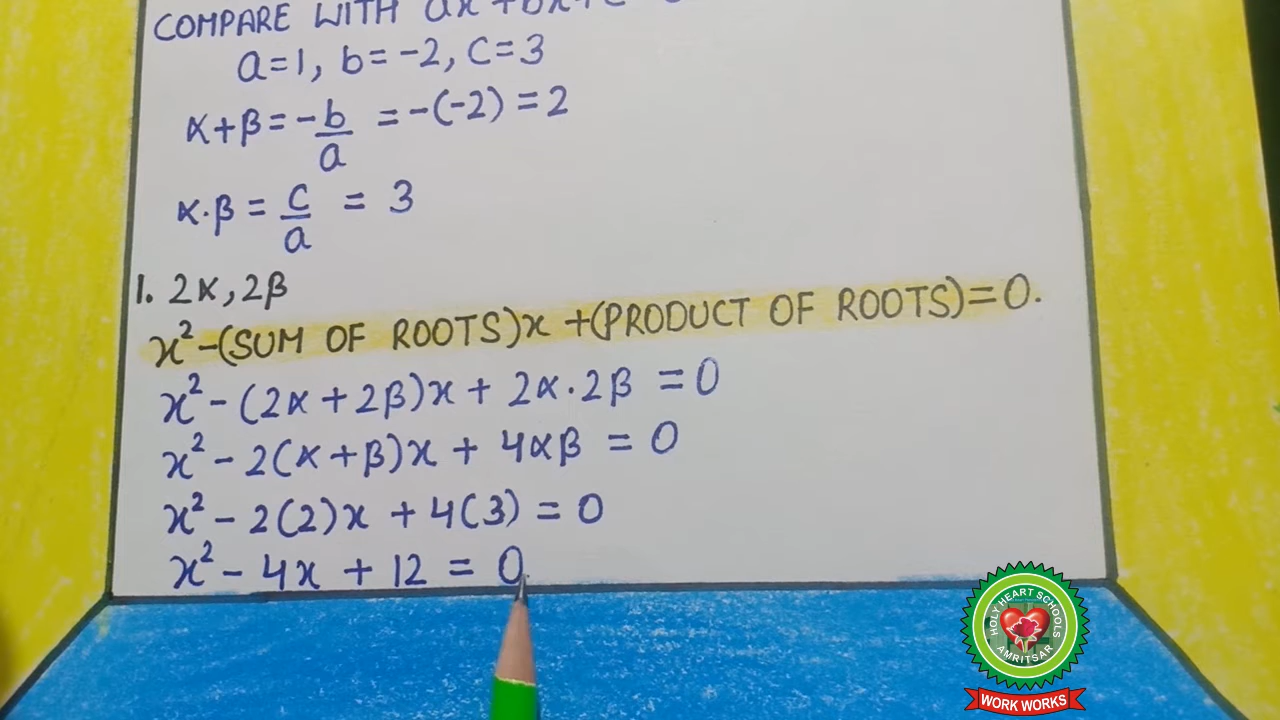 COMPARE WITH
a=1, b=-2, C=3
α+β=-b/a =-(-2)=2
α.β=c/a = 3
1. 2α,2β
x²-(SUM OF ROOTS)x+(PRODUCT OF ROOTS)=0.
x²-(2α+2β)x+2α.2β=0
x²-2(α+β)x+4αβ=0
x²-2(2)x+4(3)=0
x²-4x+12=0
HOLY HEART SCHOOLS
AMRITSAR
WORK WORKS